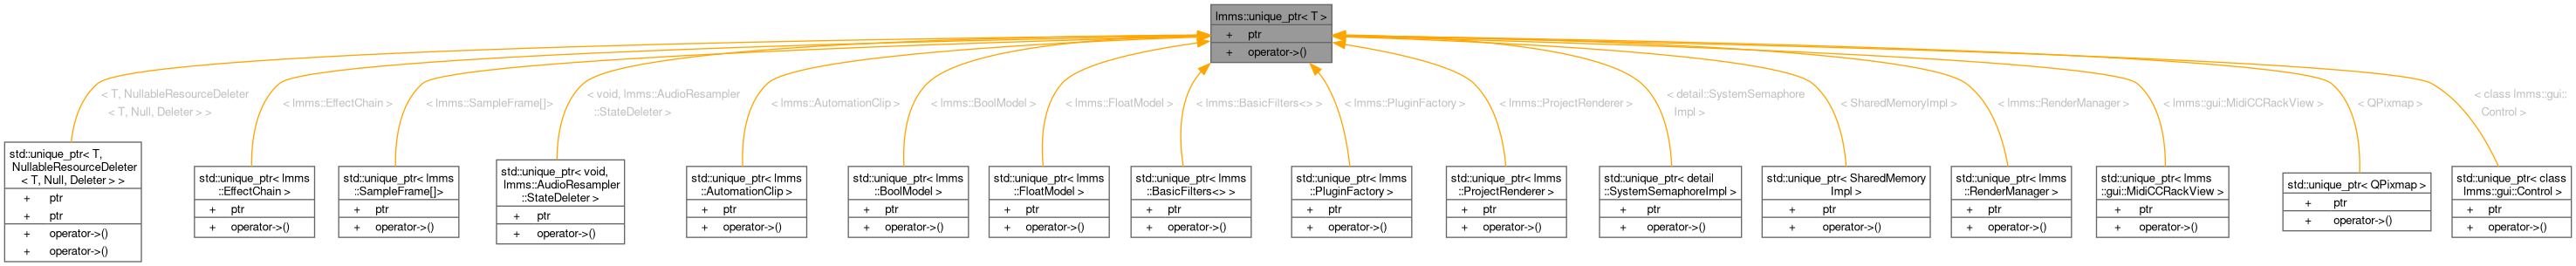 lmms::unique_ptr< T >
+ ptr
+ operator->()
< T, NullableResourceDeleter
< T, Null, Deleter > >
< lmms::EffectChain >
< lmms::SampleFrame[]>
< void, lmms::AudioResampler
::StateDeleter >
< lmms::AutomationClip >
< lmms::BoolModel >
< lmms::FloatModel >
< lmms::BasicFilters<> >
< lmms::PluginFactory >
< lmms::ProjectRenderer >
< detail::SystemSemaphore
Impl >
< SharedMemoryImpl >
< lmms::RenderManager >
< lmms::gui::MidiCCRackView >
< QPixmap >
< class lmms::gui::
Control >
std::unique_ptr< T,
NullableResourceDeleter
< T, Null, Deleter > >
+ ptr
+ ptr
+ operator->()
+ operator->()
std::unique_ptr< lmms
::EffectChain >
+ ptr
+ operator->()
std::unique_ptr< lmms
::SampleFrame[]>
+ ptr
+ operator->()
std::unique_ptr< void,
lmms::AudioResampler
::StateDeleter >
+ ptr
+ operator->()
std::unique_ptr< lmms
::AutomationClip >
+ ptr
+ operator->()
std::unique_ptr< lmms
::BoolModel >
+ ptr
+ operator->()
std::unique_ptr< lmms
::FloatModel >
+ ptr
+ operator->()
std::unique_ptr< lmms
::BasicFilters<> >
+ ptr
+ operator->()
std::unique_ptr< lmms
::PluginFactory >
+ ptr
+ operator->()
std::unique_ptr< lmms
::ProjectRenderer >
+ ptr
+ operator->()
std::unique_ptr< detail
::SystemSemaphoreImpl >
+ ptr
+ operator->()
std::unique_ptr< SharedMemory
Impl >
+ ptr
+ operator->()
std::unique_ptr< lmms
::RenderManager >
+ ptr
+ operator->()
std::unique_ptr< lmms
::gui::MidiCCRackView >
+ ptr
+ operator->()
std::unique_ptr< QPixmap >
+ ptr
+ operator->()
std::unique_ptr< class
lmms::gui::Control >
+ ptr
+ operator->()